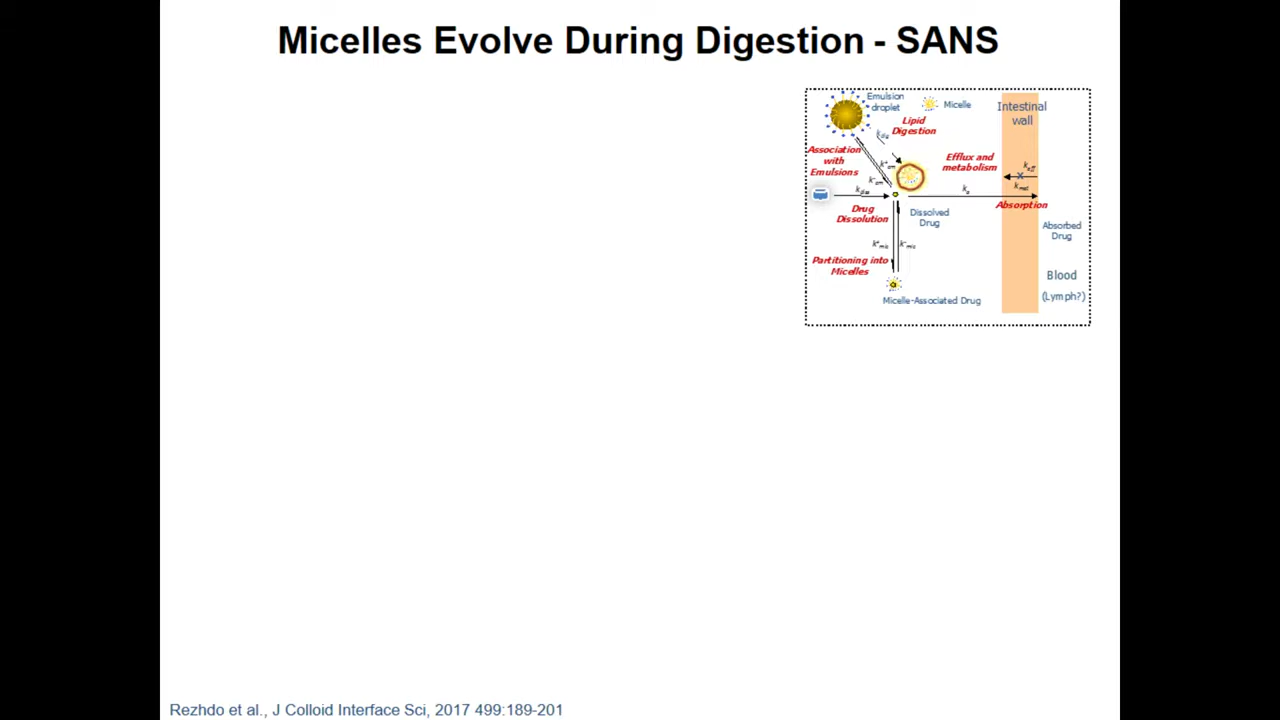 Micelles Evolve During Digestion - SANS
Emulsion
droplet
Micelle
Intestinal
wall
Lipid
Digestion
Association
with
Emulsions
Efflux and
metabolism
Drug
Dissolution
Dissolved
Drug
Absorption
Absorbed
Drug
Partitioning into
Micelles
Blood
(Lymph?)
Micelle-Associated Drug
Rezhdo et al., J Colloid Interface Sci, 2017 499:189-201